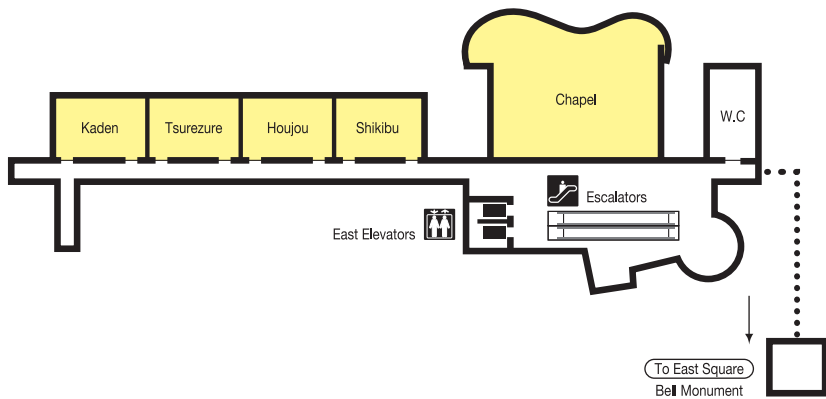 Chapel
W.C
Kaden
Tsurezure
Houjou
Shikibu
Escalators
East Elevators
To East Square
Bell Monument